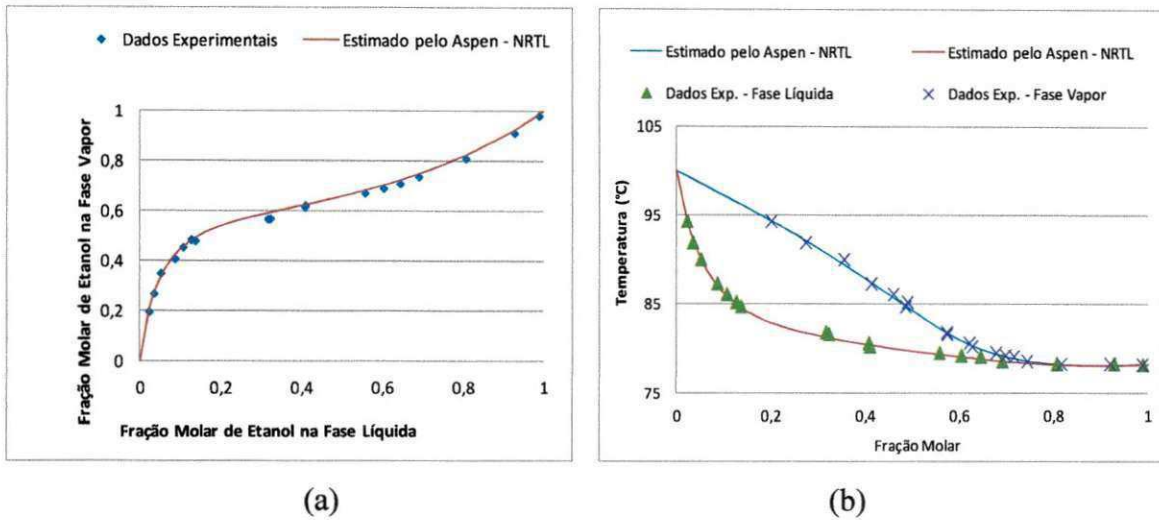 Dados Experimentais
Estimado pelo Aspen - NRTL
Fração Molar de Etanol na Fase Vapor
1
0,8
0,6
0,4
0,2
0
0 0,2 0,4 0,6 0,8 1
Fração Molar de Etanol na Fase Líquida
(a)
Estimado pelo Aspen - NRTL
Estimado pelo Aspen - NRTL
Dados Exp. - Fase Líquida
Dados Exp. - Fase Vapor
Temperatura (°C)
105
95
85
75
0 0,2 0,4 0,6 0,8 1
Fração Molar
(b)